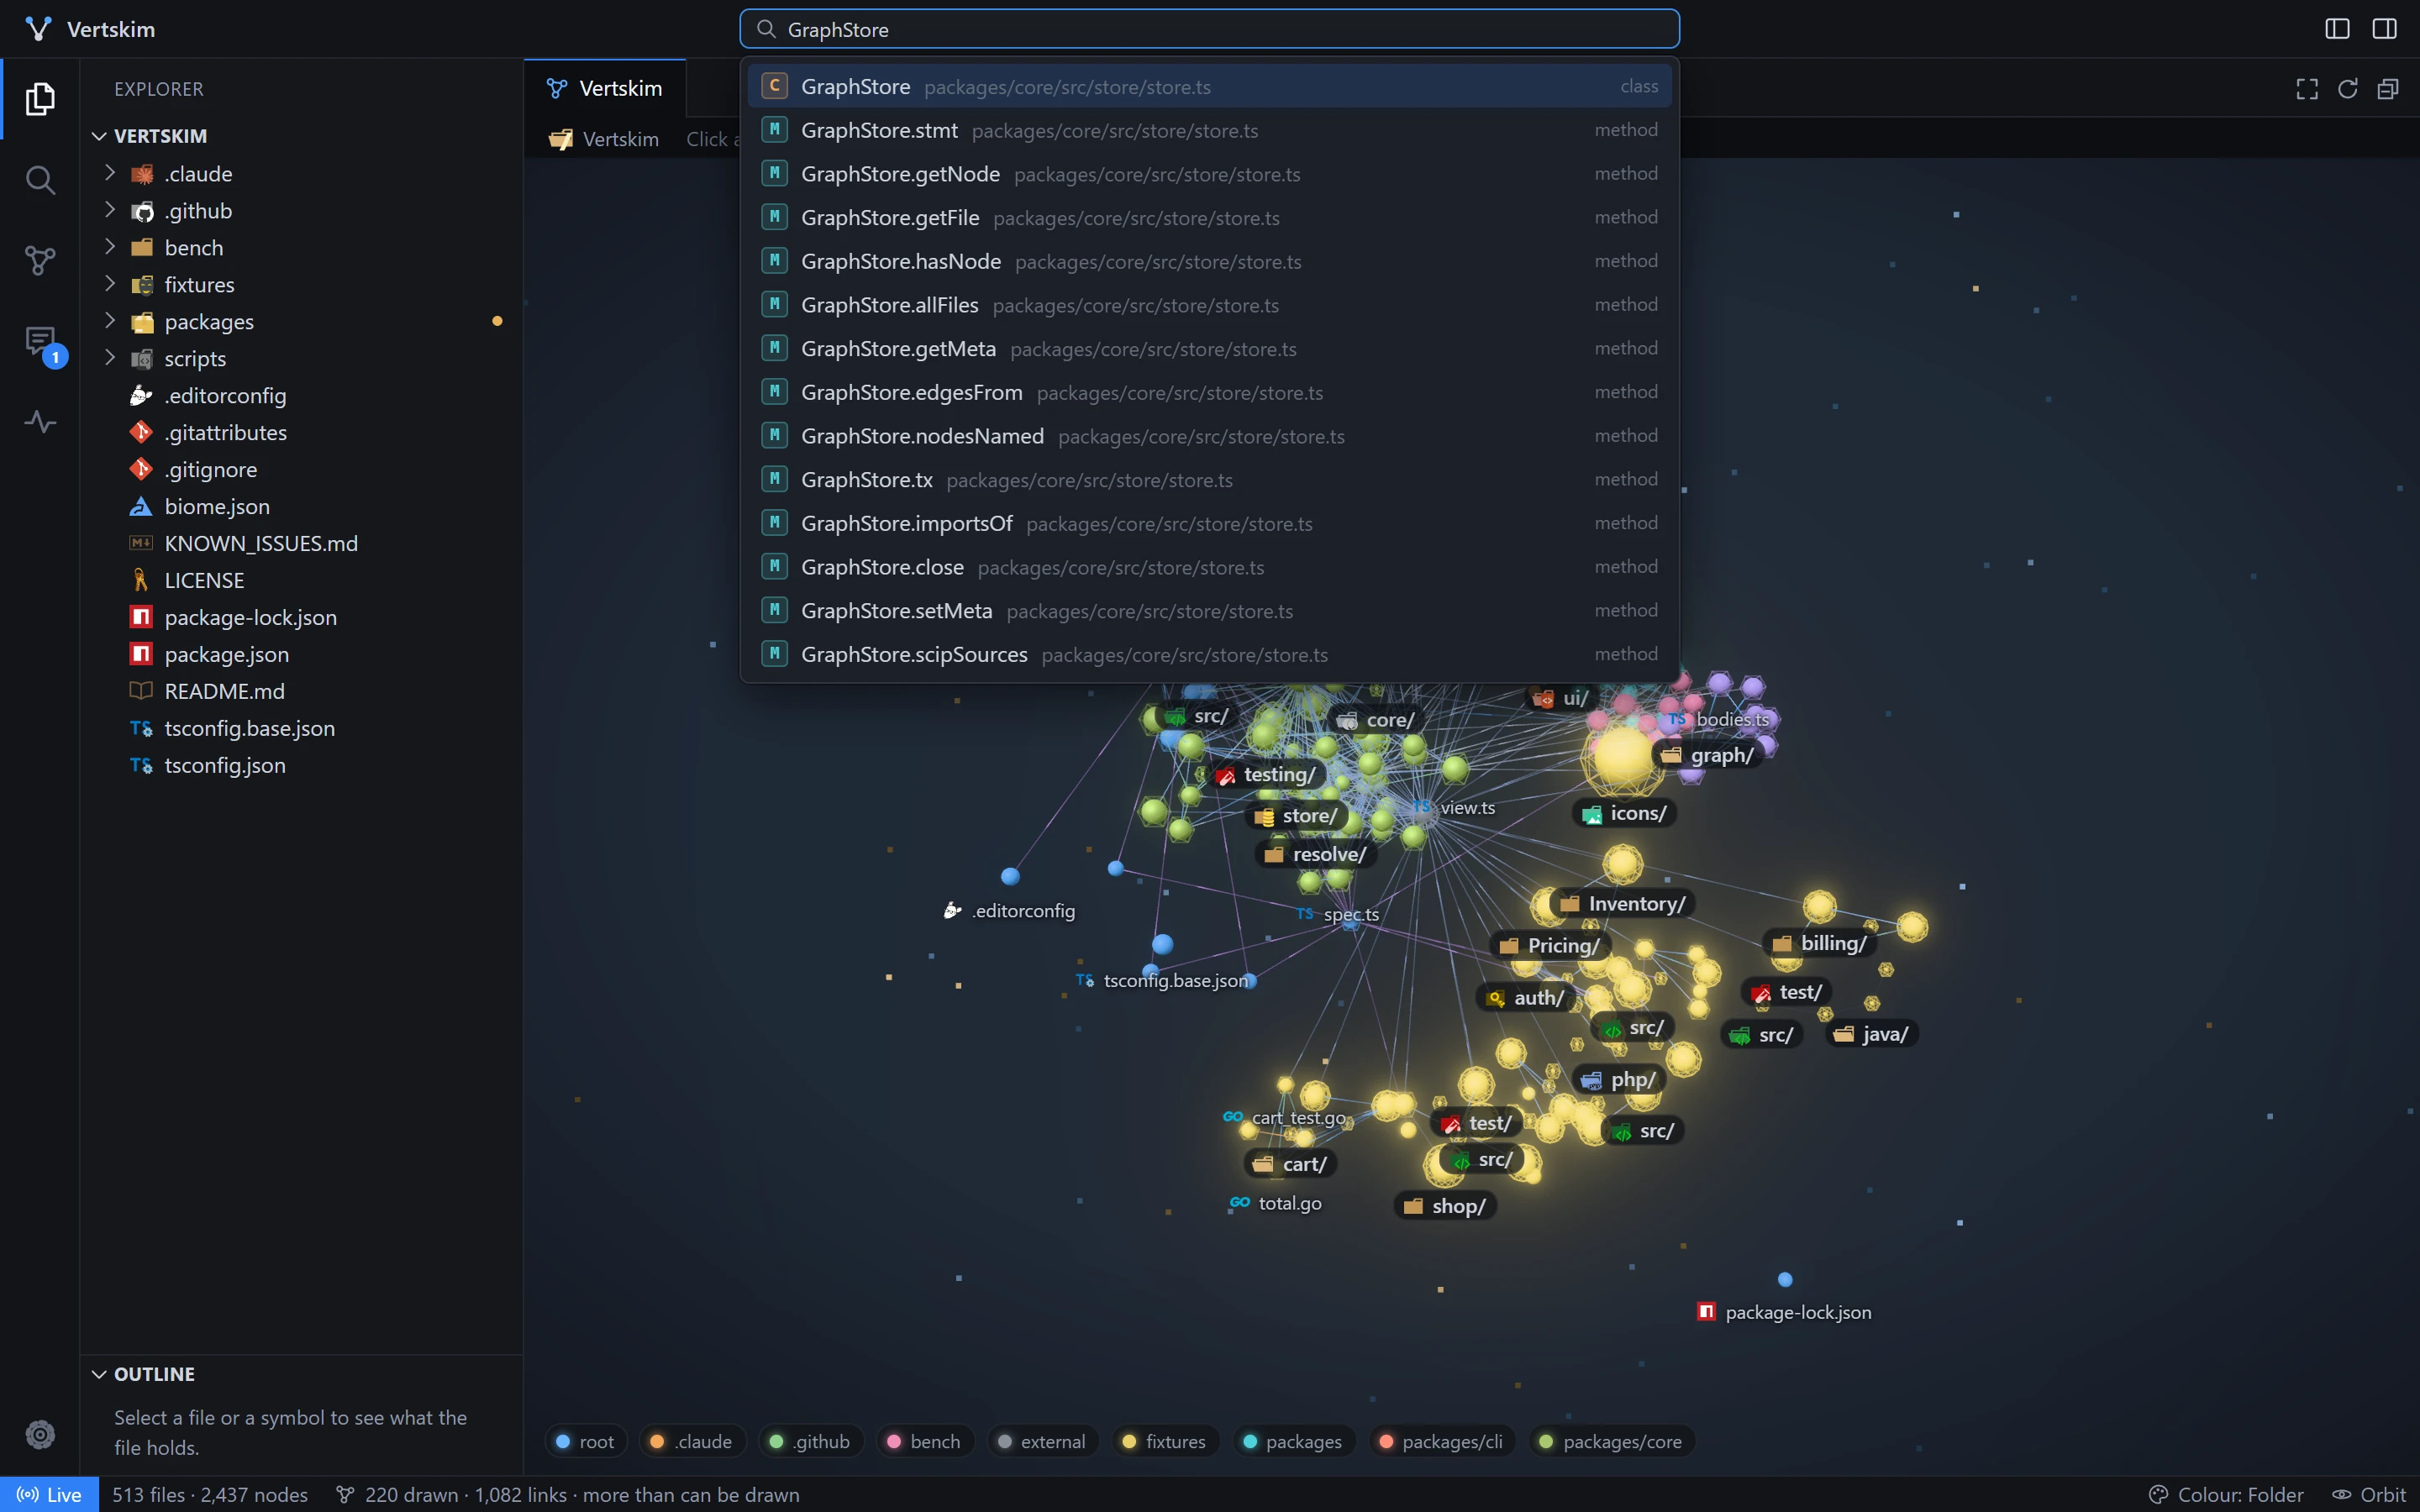 Vertskim
GraphStore
EXPLORER
VERTSKIM
.claude
.github
bench
fixtures
packages
scripts
1
.editorconfig
.gitattributes
.gitignore
biome.json
KNOWN_ISSUES.md
LICENSE
package-lock.json
package.json
README.md
TS tsconfig.base.json
TS tsconfig.json
OUTLINE
Select a file or a symbol to see what the
file holds.
Vertskim
Vertskim Click a
C GraphStore packages/core/src/store/store.ts class
M GraphStore.stmt packages/core/src/store/store.ts method
M GraphStore.getNode packages/core/src/store/store.ts method
M GraphStore.getFile packages/core/src/store/store.ts method
M GraphStore.hasNode packages/core/src/store/store.ts method
M GraphStore.allFiles packages/core/src/store/store.ts method
M GraphStore.getMeta packages/core/src/store/store.ts method
M GraphStore.edgesFrom packages/core/src/store/store.ts method
M GraphStore.nodesNamed packages/core/src/store/store.ts method
M GraphStore.tx packages/core/src/store/store.ts method
M GraphStore.importsOf packages/core/src/store/store.ts method
M GraphStore.close packages/core/src/store/store.ts method
M GraphStore.setMeta packages/core/src/store/store.ts method
M GraphStore.scipSources packages/core/src/store/store.ts method
ui/
src/
core/
TS bodies.ts
graph/
testing/
TS view.ts
icons/
store/
resolve/
Inventory/
.editorconfig
TS spec.ts
Pricing/
billing/
TS tsconfig.base.json
auth/
test/
src/
src/
java/
php/
GO cart_test.go
test/
src/
cart/
src/
GO total.go
shop/
package-lock.json
root .claude .github bench external fixtures packages packages/cli packages/core
Live 513 files · 2,437 nodes 220 drawn · 1,082 links · more than can be drawn Colour: Folder Orbit